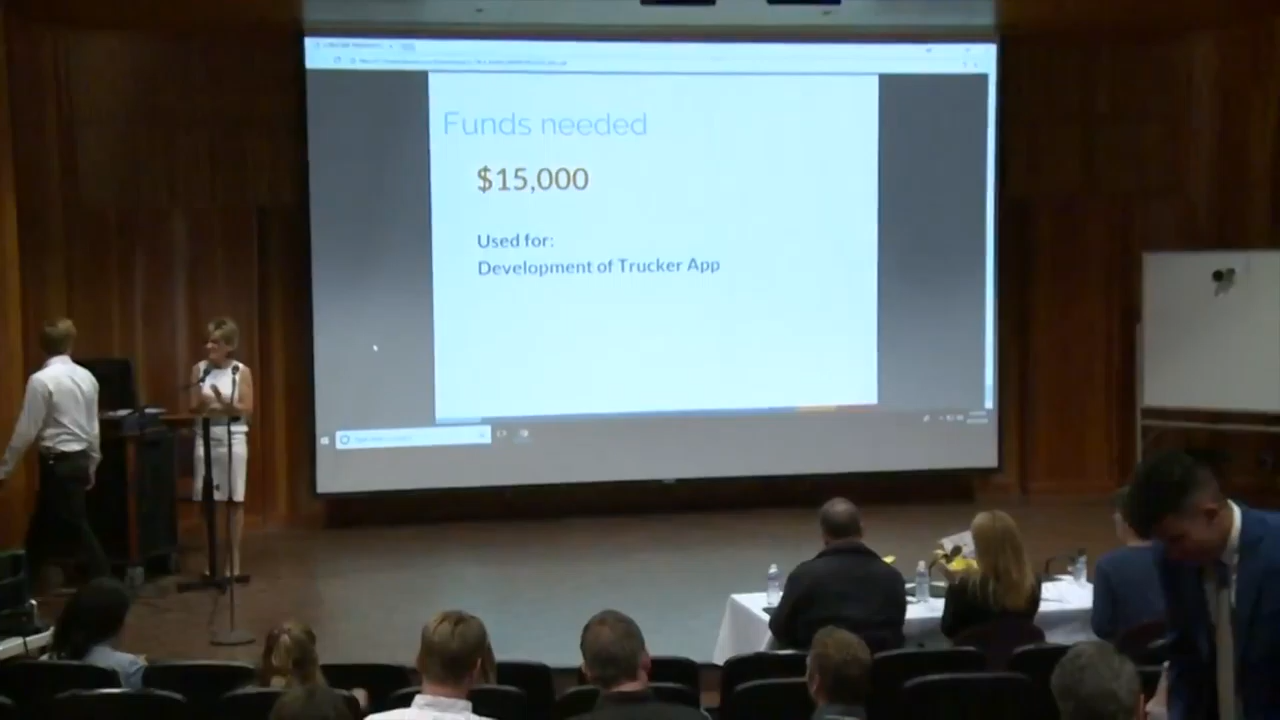 Funds needed
$15,000
Used for:
Development of Trucker App